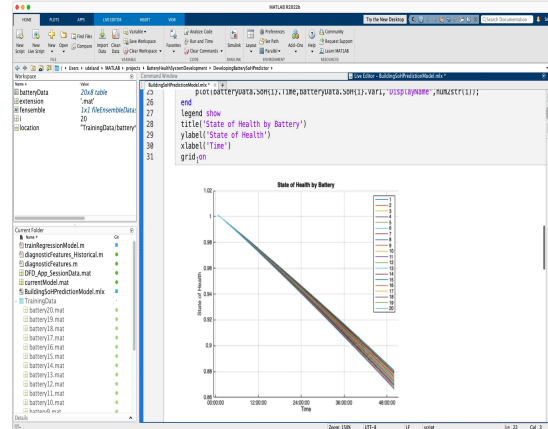 MATLAB R2022b
HOME PLOTS APPS LIVE EDITOR INSERT VIEW
Try the New Desktop
Search Documentation
New Script
New Live Script
New
Open
Find Files
Compare
Import Data
Clean Data
Variable
Save Workspace
Clear Workspace
Favorites
Analyze Code
Run and Time
Clear Commands
Simulink
Layout
Preferences
Set Path
Parallel
Add-Ons
Help
Community
Request Support
Learn MATLAB
FILE VARIABLE CODE SIMULINK ENVIRONMENT RESOURCES
Users ▸ udeland ▸ MATLAB ▸ projects ▸ BatteryHealthSystemDevelopment ▸ DevelopingBatterySoHPredictor ▸
Workspace
Name Value
batteryData 20x8 table
extension '.mat'
fensemble 1x1 fileEnsembleDatas
i 20
location "TrainingData/battery"
Current Folder
Name
trainRegressionModel.m
diagnosticFeatures_Historical.m
diagnosticFeatures.m
DFD_App_SessionData.mat
currentModel.mat
BuildingSoHPredictionModel.mlx
TrainingData
battery20.mat
battery19.mat
battery18.mat
battery17.mat
battery16.mat
battery15.mat
battery14.mat
battery13.mat
battery12.mat
battery11.mat
battery10.mat
battery9.mat
Details
Command Window
Live Editor - BuildingSoHPredictionModel.mlx *
BuildingSoHPredictionModel.mlx * × +
25 plot(batteryData.SoH{i}.Time,batteryData.SoH{i}.Var1,"DisplayName",num2str(i));
26 end
27 legend show
28 title('State of Health by Battery')
29 ylabel('State of Health')
30 xlabel('Time')
31 grid on
State of Health by Battery
1.02
1
0.98
0.96
0.94
0.92
0.9
0.88
0.86
State of Health
00:00:00 12:00:00 24:00:00 36:00:00 48:00:00
Time
1
2
3
4
5
6
7
8
9
10
11
12
13
14
15
16
17
18
19
20
Zoom: 150% UTF-8 LF script Ln 22 Col 3